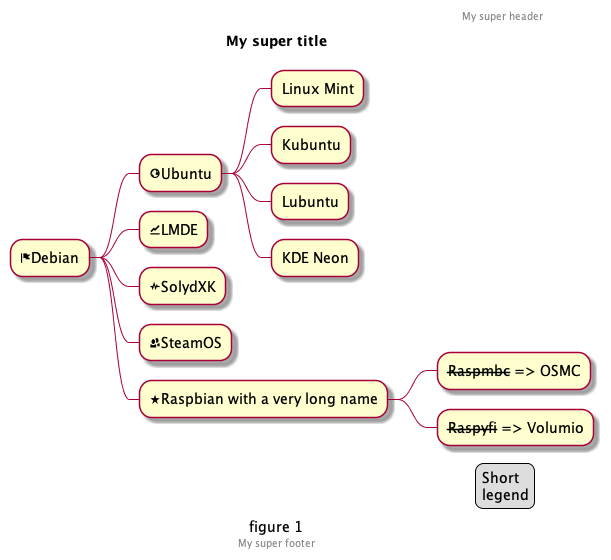 My super header
My super title
Linux Mint
Kubuntu
Ubuntu
Lubuntu
LMDE
Debian
KDE Neon
SolydXK
SteamOS
Raspmbc => OSMC
Raspbian with a very long name
Raspyfi => Volumio
Short
legend
figure 1
My super footer